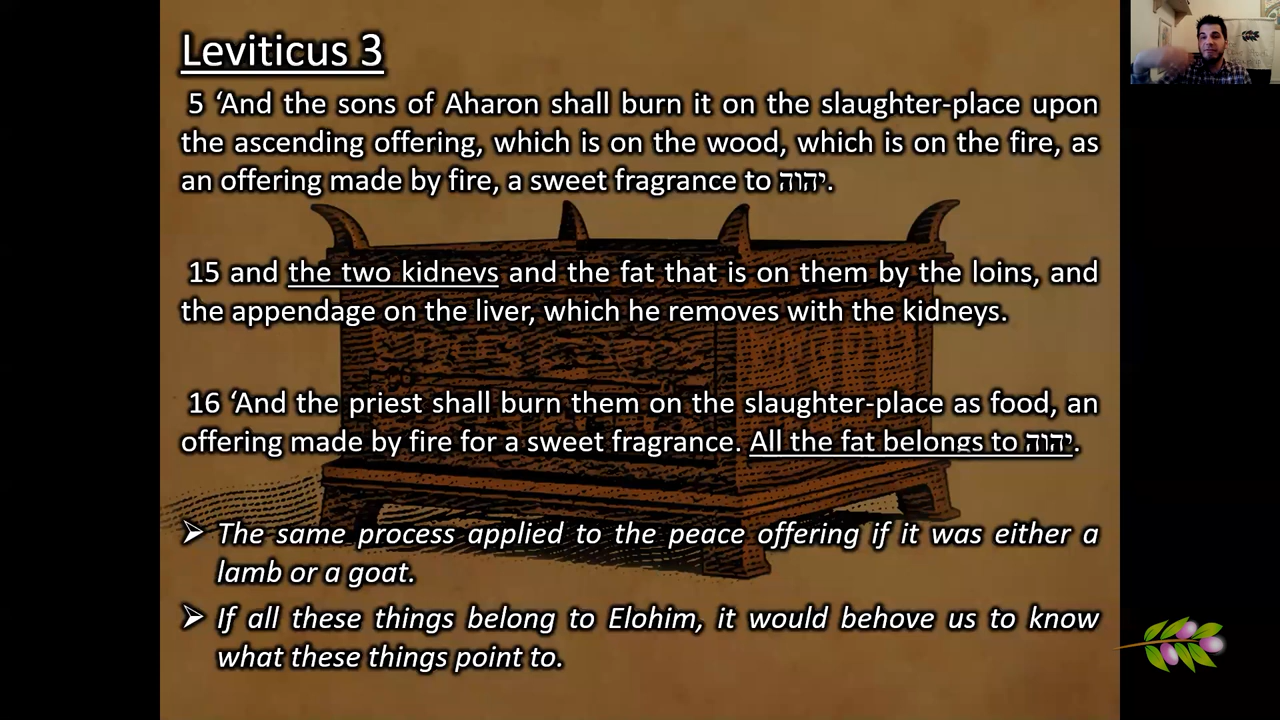 Leviticus 3
5 ‘And the sons of Aharon shall burn it on the slaughter-place upon
the ascending offering, which is on the wood, which is on the fire, as
an offering made by fire, a sweet fragrance to יהוה.
15 and the two kidneys and the fat that is on them by the loins, and
the appendage on the liver, which he removes with the kidneys.
16 ‘And the priest shall burn them on the slaughter-place as food, an
offering made by fire for a sweet fragrance. All the fat belongs to יהוה.
➢ The same process applied to the peace offering if it was either a
lamb or a goat.
➢ If all these things belong to Elohim, it would behove us to know
what these things point to.